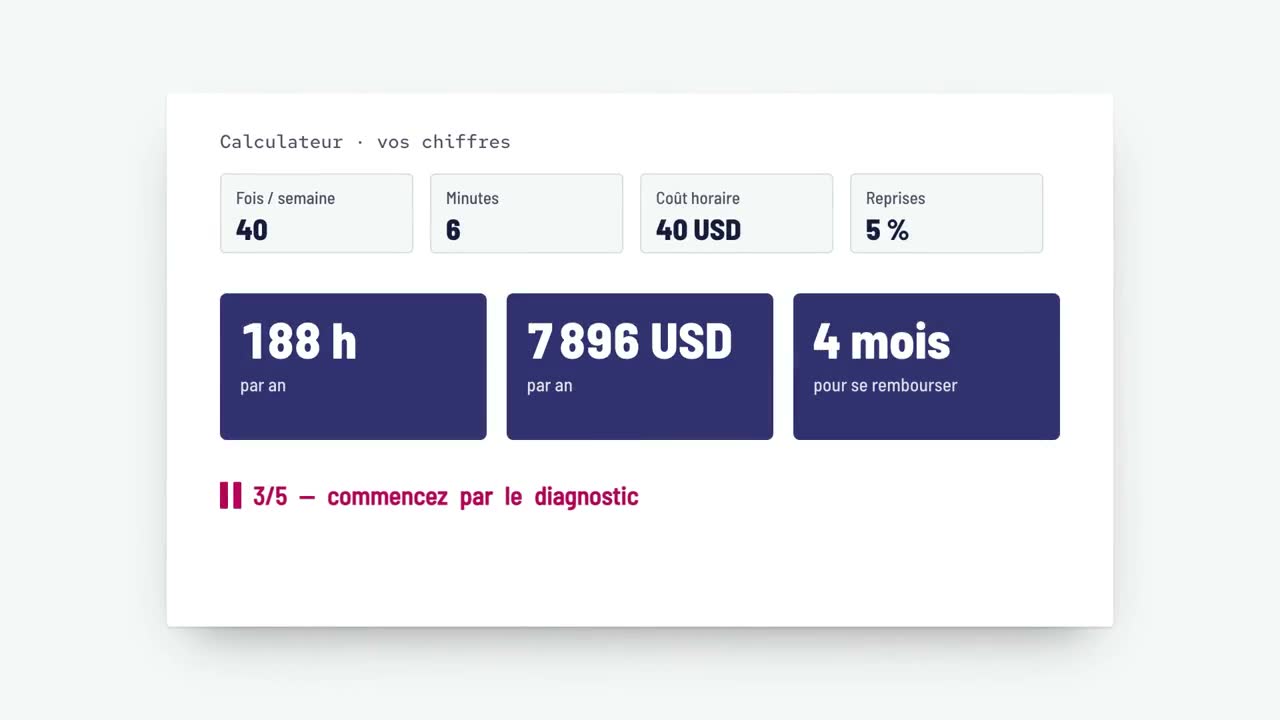 Calculateur · vos chiffres
Fois / semaine
40
Minutes
6
Coût horaire
40 USD
Reprises
5 %
188 h
par an
7 896 USD
par an
4 mois
pour se rembourser
3/5 — commencez par le diagnostic